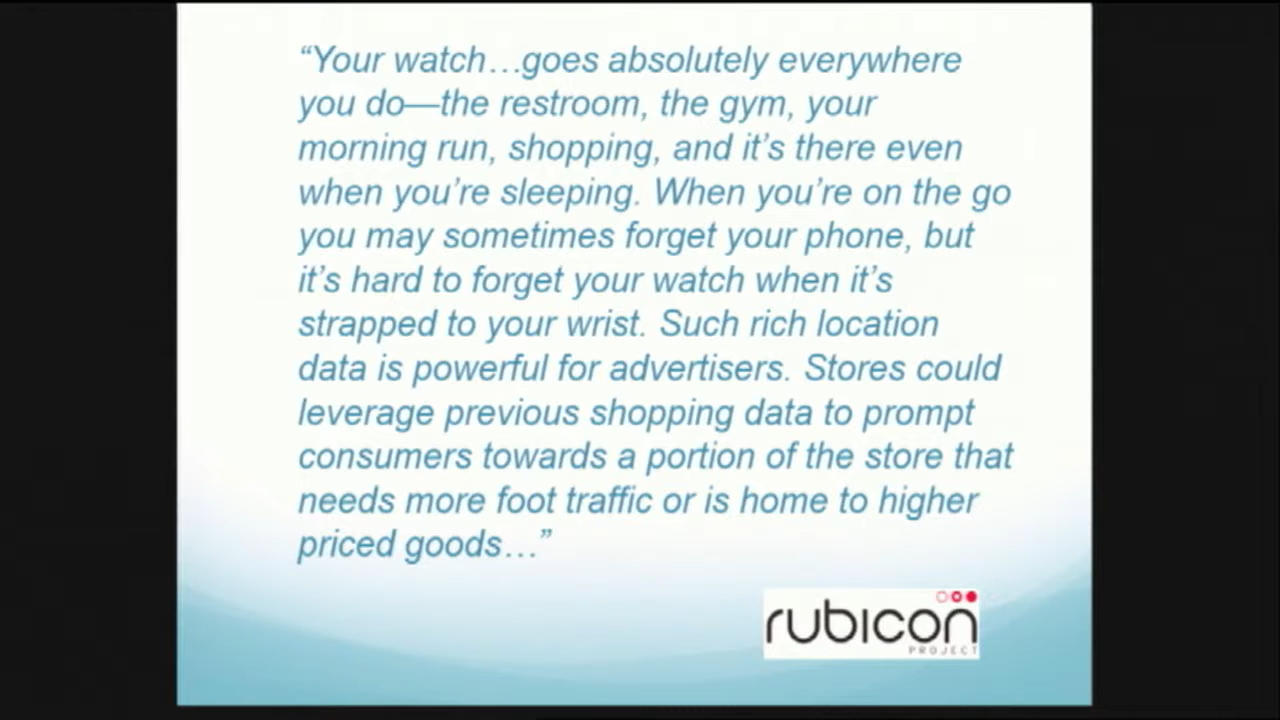 “Your watch…goes absolutely everywhere
you do—the restroom, the gym, your
morning run, shopping, and it’s there even
when you’re sleeping. When you’re on the go
you may sometimes forget your phone, but
it’s hard to forget your watch when it’s
strapped to your wrist. Such rich location
data is powerful for advertisers. Stores could
leverage previous shopping data to prompt
consumers towards a portion of the store that
needs more foot traffic or is home to higher
priced goods…”
rubicon
PROJECT